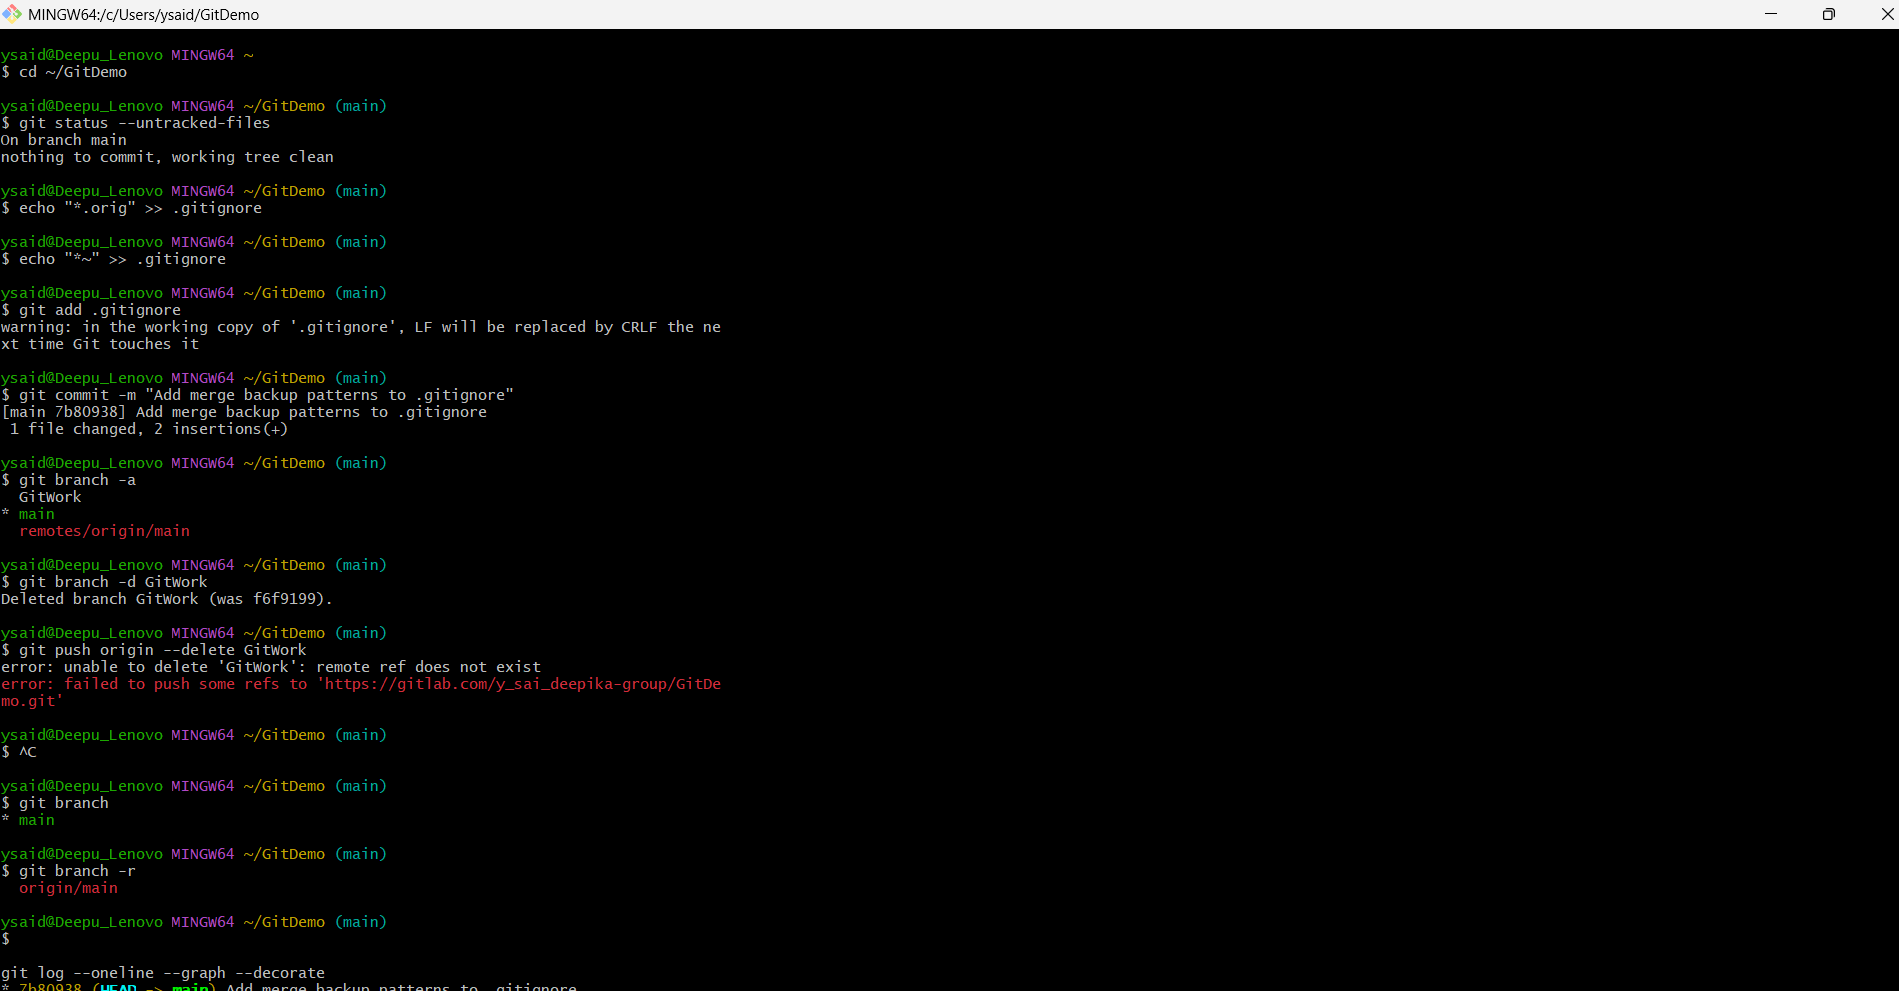 MINGW64:/c/Users/ysaid/GitDemo
ysaid@Deepu_Lenovo MINGW64 ~
$ cd ~/GitDemo
ysaid@Deepu_Lenovo MINGW64 ~/GitDemo (main)
$ git status --untracked-files
On branch main
nothing to commit, working tree clean
ysaid@Deepu_Lenovo MINGW64 ~/GitDemo (main)
$ echo "*.orig" >> .gitignore
ysaid@Deepu_Lenovo MINGW64 ~/GitDemo (main)
$ echo "*~" >> .gitignore
ysaid@Deepu_Lenovo MINGW64 ~/GitDemo (main)
$ git add .gitignore
warning: in the working copy of '.gitignore', LF will be replaced by CRLF the ne
xt time Git touches it
ysaid@Deepu_Lenovo MINGW64 ~/GitDemo (main)
$ git commit -m "Add merge backup patterns to .gitignore"
[main 7b80938] Add merge backup patterns to .gitignore
 1 file changed, 2 insertions(+)
ysaid@Deepu_Lenovo MINGW64 ~/GitDemo (main)
$ git branch -a
  GitWork
* main
  remotes/origin/main
ysaid@Deepu_Lenovo MINGW64 ~/GitDemo (main)
$ git branch -d GitWork
Deleted branch GitWork (was f6f9199).
ysaid@Deepu_Lenovo MINGW64 ~/GitDemo (main)
$ git push origin --delete GitWork
error: unable to delete 'GitWork': remote ref does not exist
error: failed to push some refs to 'https://gitlab.com/y_sai_deepika-group/GitDe
mo.git'
ysaid@Deepu_Lenovo MINGW64 ~/GitDemo (main)
$ ^C
ysaid@Deepu_Lenovo MINGW64 ~/GitDemo (main)
$ git branch
* main
ysaid@Deepu_Lenovo MINGW64 ~/GitDemo (main)
$ git branch -r
  origin/main
ysaid@Deepu_Lenovo MINGW64 ~/GitDemo (main)
$
git log --oneline --graph --decorate
* 7b80938 (HEAD -> main) Add merge backup patterns to .gitignore